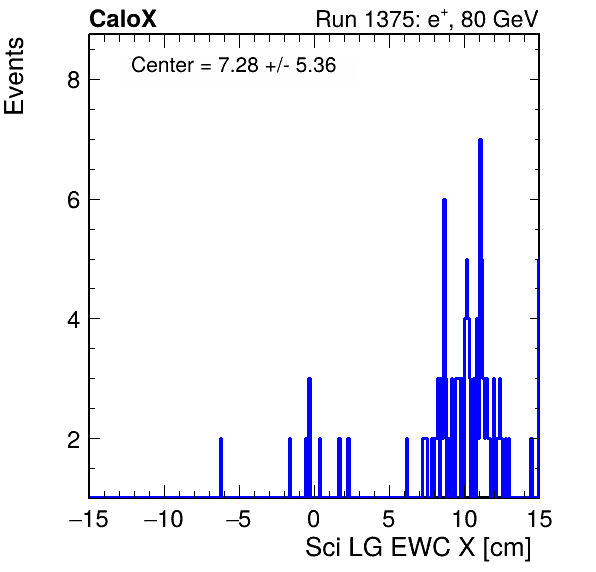 CaloX Run 1375: e⁺, 80 GeV
Center = 7.28 +/- 5.36
Events
8
6
4
2
−15 −10 −5 0 5 10 15
Sci LG EWC X [cm]